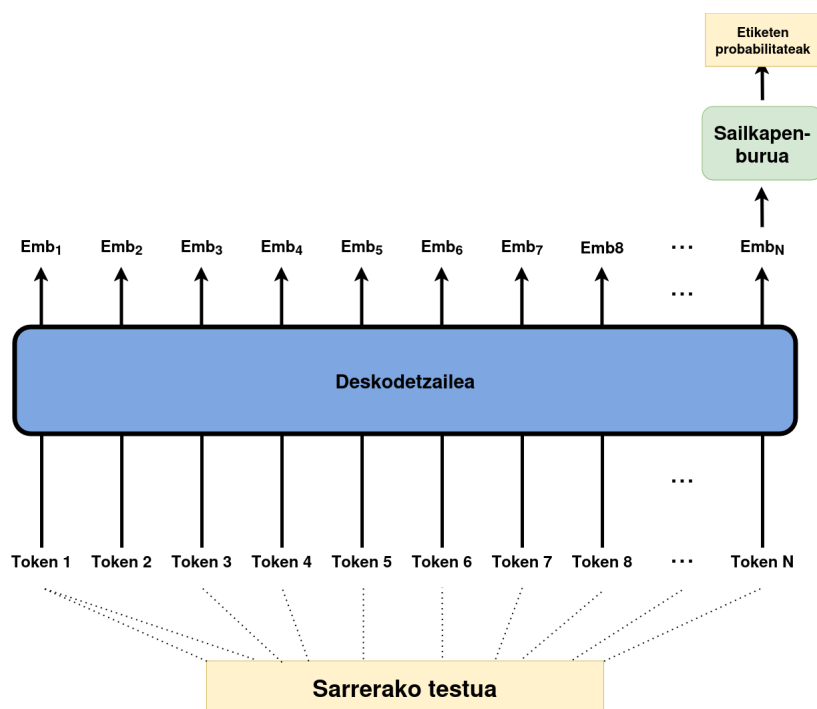 Etiketen
probabilitateak
Sailkapen-
burua
Emb₁ Emb₂ Emb₃ Emb₄ Emb₅ Emb₆ Emb₇ Emb8 ... Emb_N
...
Deskodetzailea
...
Token 1 Token 2 Token 3 Token 4 Token 5 Token 6 Token 7 Token 8 ... Token N
Sarrerako testua